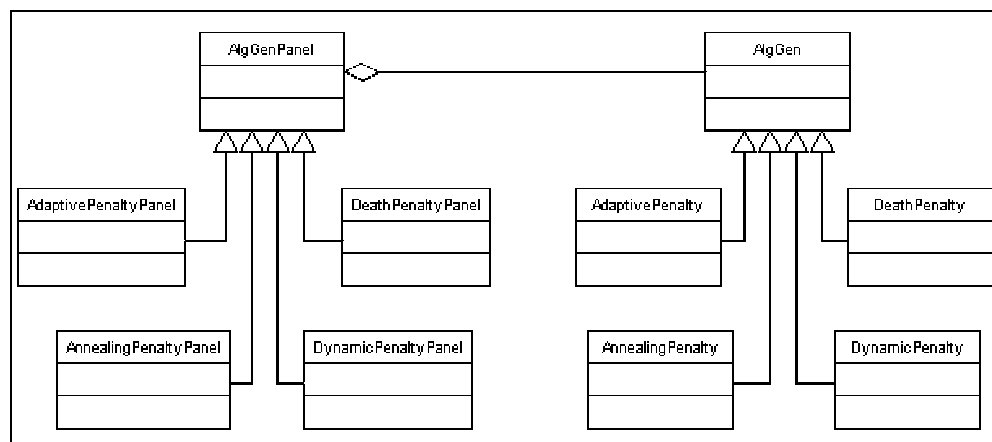 AlgGenPanel
AlgGen
AdaptivePenaltyPanel
DeathPenaltyPanel
AdaptivePenalty
DeathPenalty
AnnealingPenaltyPanel
DynamicPenaltyPanel
AnnealingPenalty
DynamicPenalty